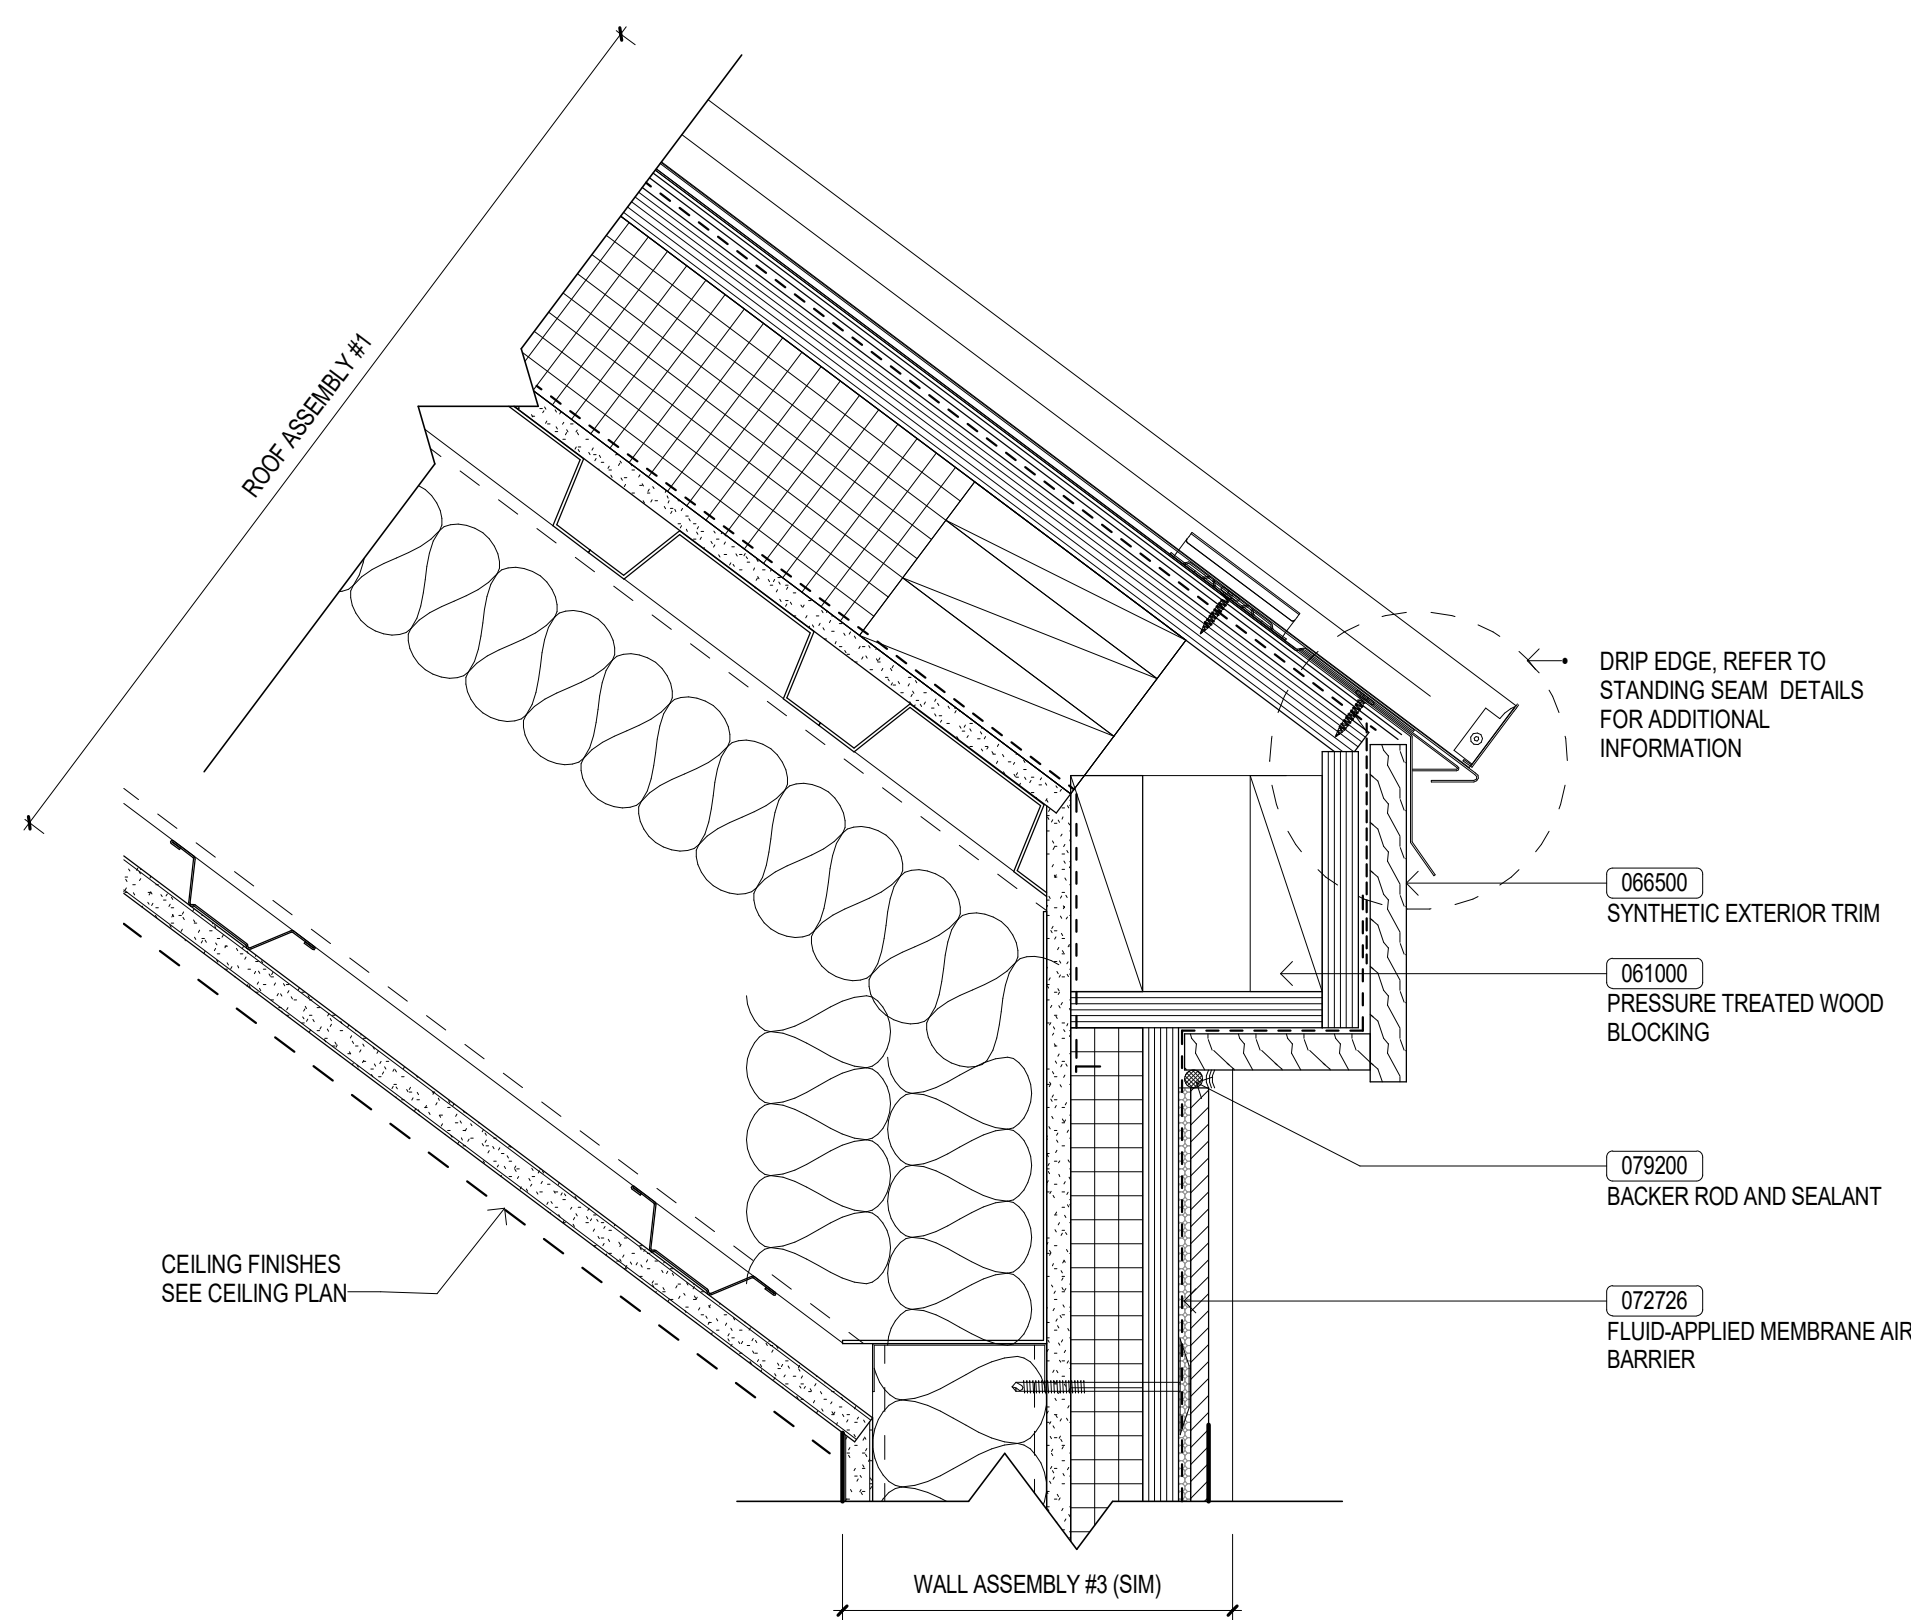 ROOF ASSEMBLY #1
DRIP EDGE, REFER TO
STANDING SEAM DETAILS
FOR ADDITIONAL
INFORMATION
066500
SYNTHETIC EXTERIOR TRIM
061000
PRESSURE TREATED WOOD
BLOCKING
079200
BACKER ROD AND SEALANT
CEILING FINISHES
SEE CEILING PLAN
072726
FLUID-APPLIED MEMBRANE AIR
BARRIER
WALL ASSEMBLY #3 (SIM)